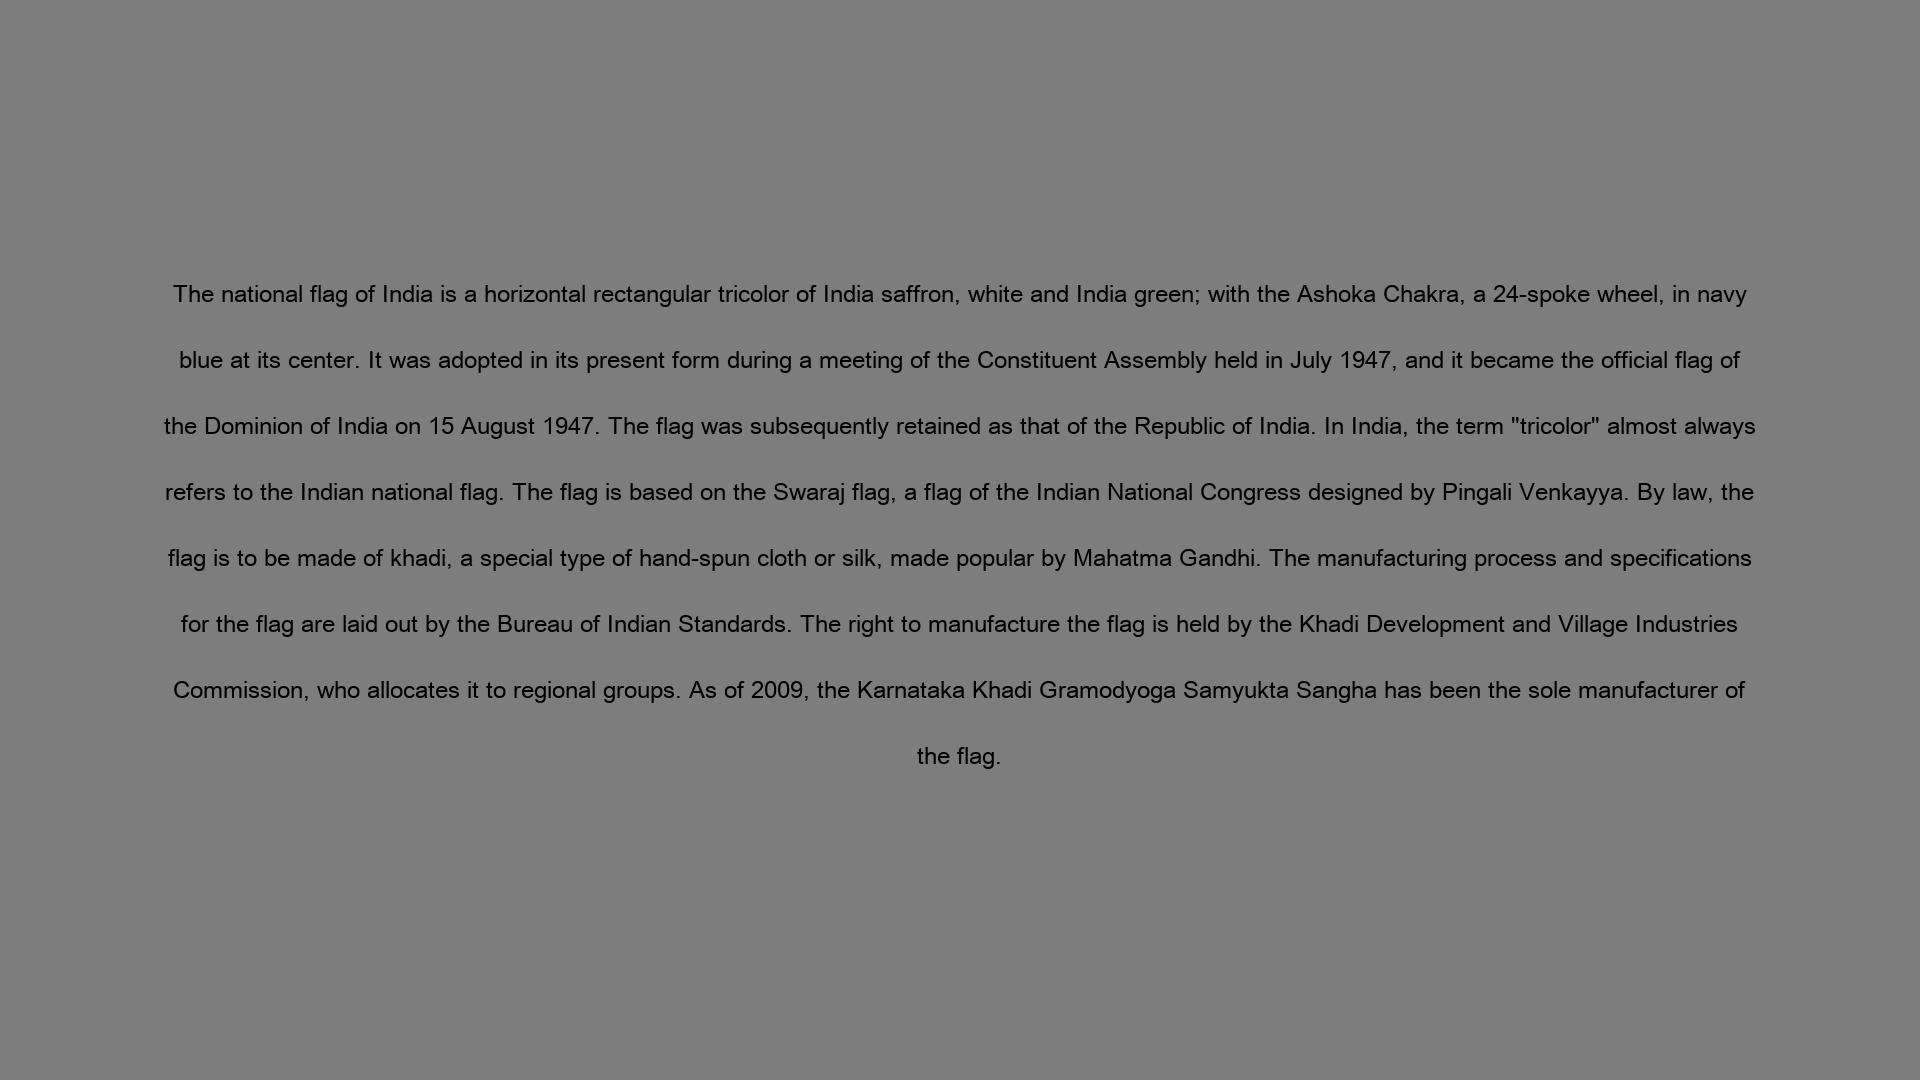 The national flag of India is a horizontal rectangular tricolor of India saffron, white and India green; with the Ashoka Chakra, a 24-spoke wheel, in navy
blue at its center. It was adopted in its present form during a meeting of the Constituent Assembly held in July 1947, and it became the official flag of
the Dominion of India on 15 August 1947. The flag was subsequently retained as that of the Republic of India. In India, the term "tricolor" almost always
refers to the Indian national flag. The flag is based on the Swaraj flag, a flag of the Indian National Congress designed by Pingali Venkayya. By law, the
flag is to be made of khadi, a special type of hand-spun cloth or silk, made popular by Mahatma Gandhi. The manufacturing process and specifications
for the flag are laid out by the Bureau of Indian Standards. The right to manufacture the flag is held by the Khadi Development and Village Industries
Commission, who allocates it to regional groups. As of 2009, the Karnataka Khadi Gramodyoga Samyukta Sangha has been the sole manufacturer of
the flag.